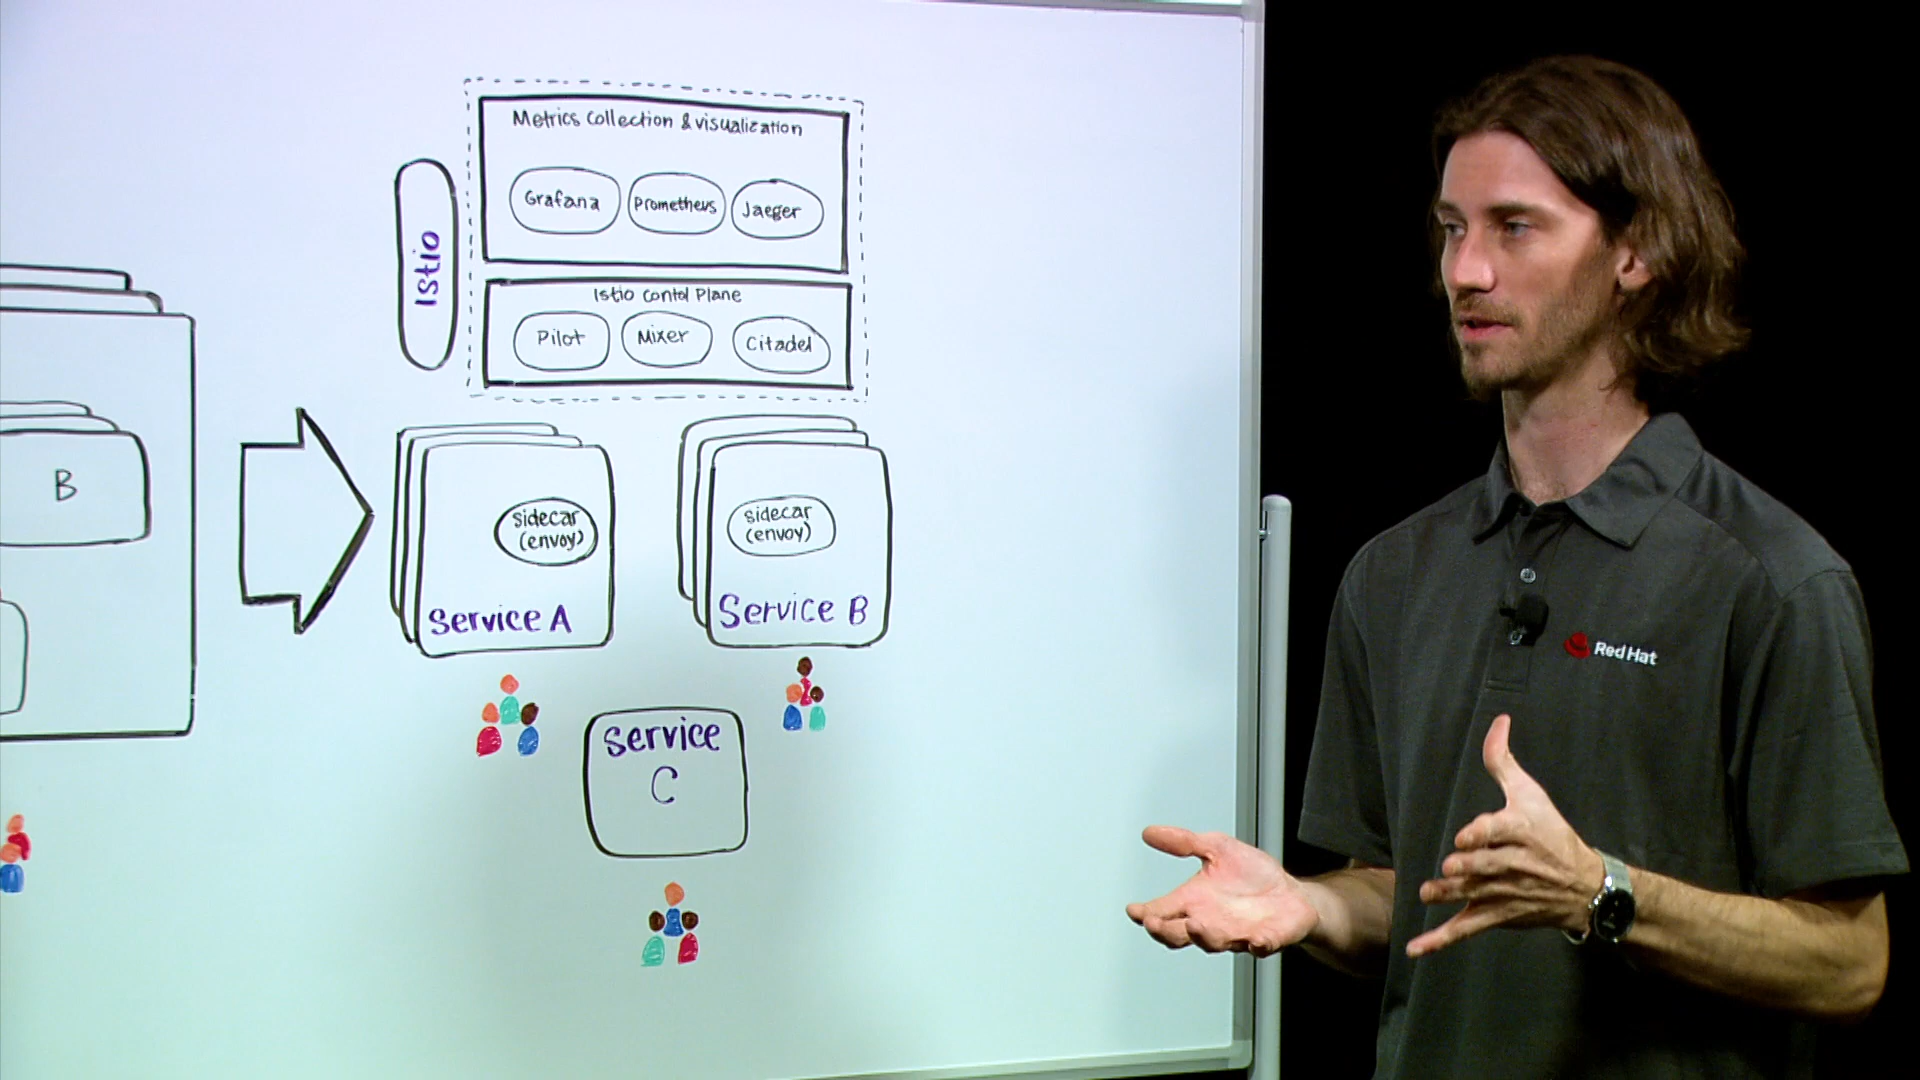 Metrics Collection & visualization
Grafana
Prometheus
Jaeger
Istio
Istio Contol Plane
Pilot
Mixer
Citadel
B
sidecar
(envoy)
Service A
sidecar
(envoy)
Service B
Service
C
Red Hat